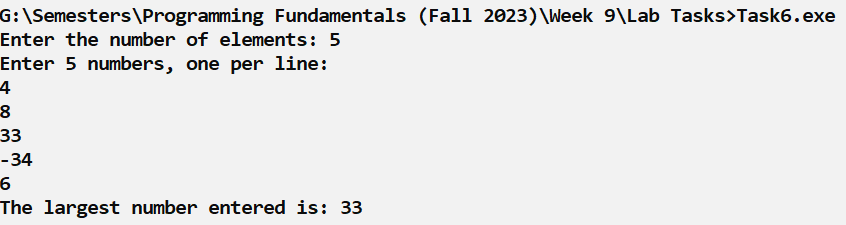 G:\Semesters\Programming Fundamentals (Fall 2023)\Week 9\Lab Tasks>Task6.exe
Enter the number of elements: 5
Enter 5 numbers, one per line:
4
8
33
-34
6
The largest number entered is: 33